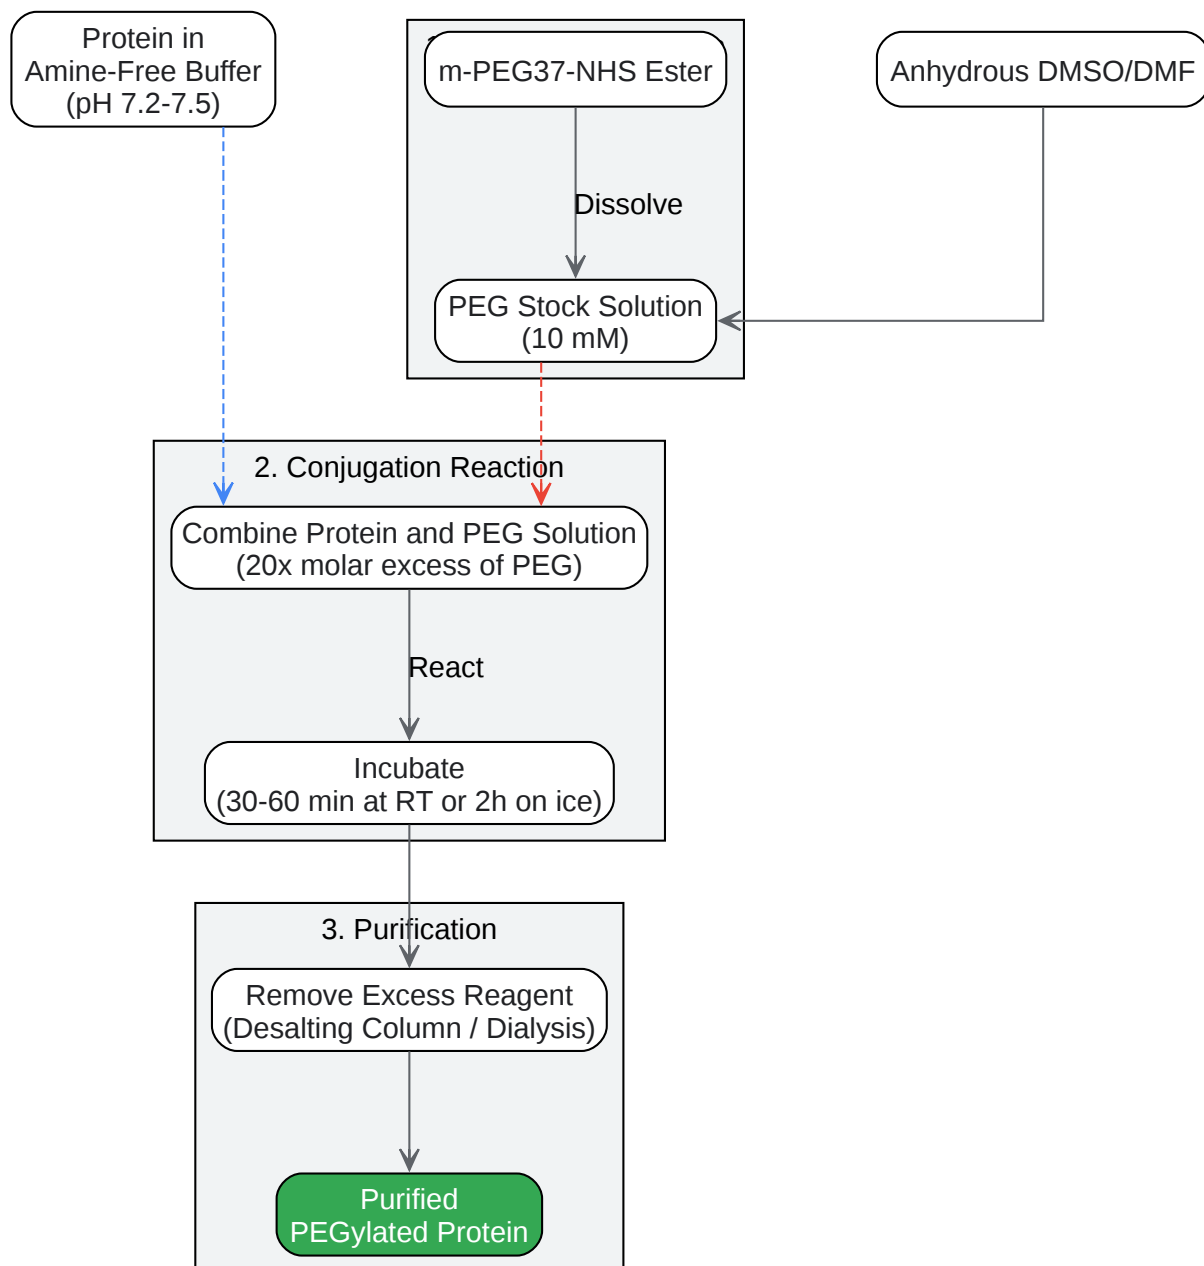 Protein in
Amine-Free Buffer
(pH 7.2-7.5)
m-PEG37-NHS Ester
Anhydrous DMSO/DMF
Dissolve
PEG Stock Solution
(10 mM)
2. Conjugation Reaction
Combine Protein and PEG Solution
(20x molar excess of PEG)
React
Incubate
(30-60 min at RT or 2h on ice)
3. Purification
Remove Excess Reagent
(Desalting Column / Dialysis)
Purified
PEGylated Protein